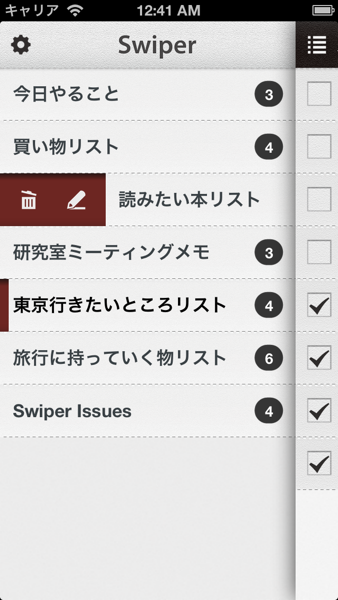 キャリア 12:41 AM
Swiper
今日やること 3
買い物リスト 4
読みたい本リスト
研究室ミーティングメモ 3
東京行きたいところリスト 4
旅行に持っていく物リスト 6
Swiper Issues 4